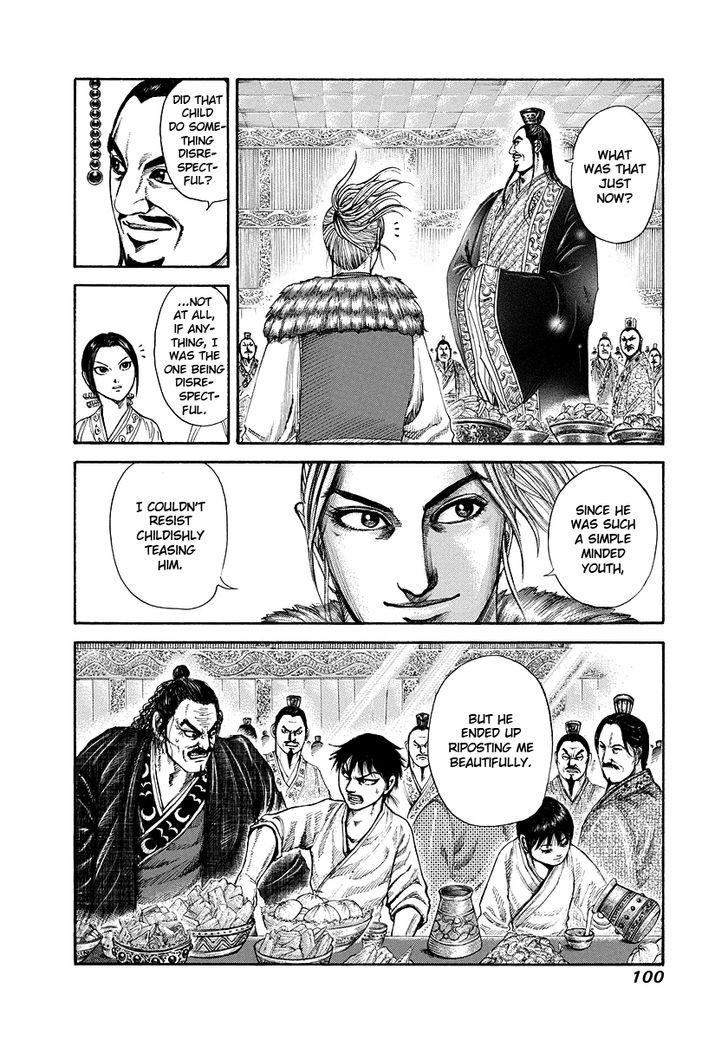 WHAT
WAS THAT
JUST
NOW?
DID THAT
CHILD
DO SOME-
THING
DISRE-
SPECT-
FUL?
...NOT
AT ALL,
IF ANY-
THING, I
WAS THE
ONE BEING
DISRE-
SPECT-
FUL.
SINCE HE
WAS SUCH
A SIMPLE
MINDED
YOUTH,
I COULDN'T
RESIST
CHILDISHLY
TEASING
HIM.
BUT HE
ENDED UP
RIPOSTING ME
BEAUTIFULLY.
100